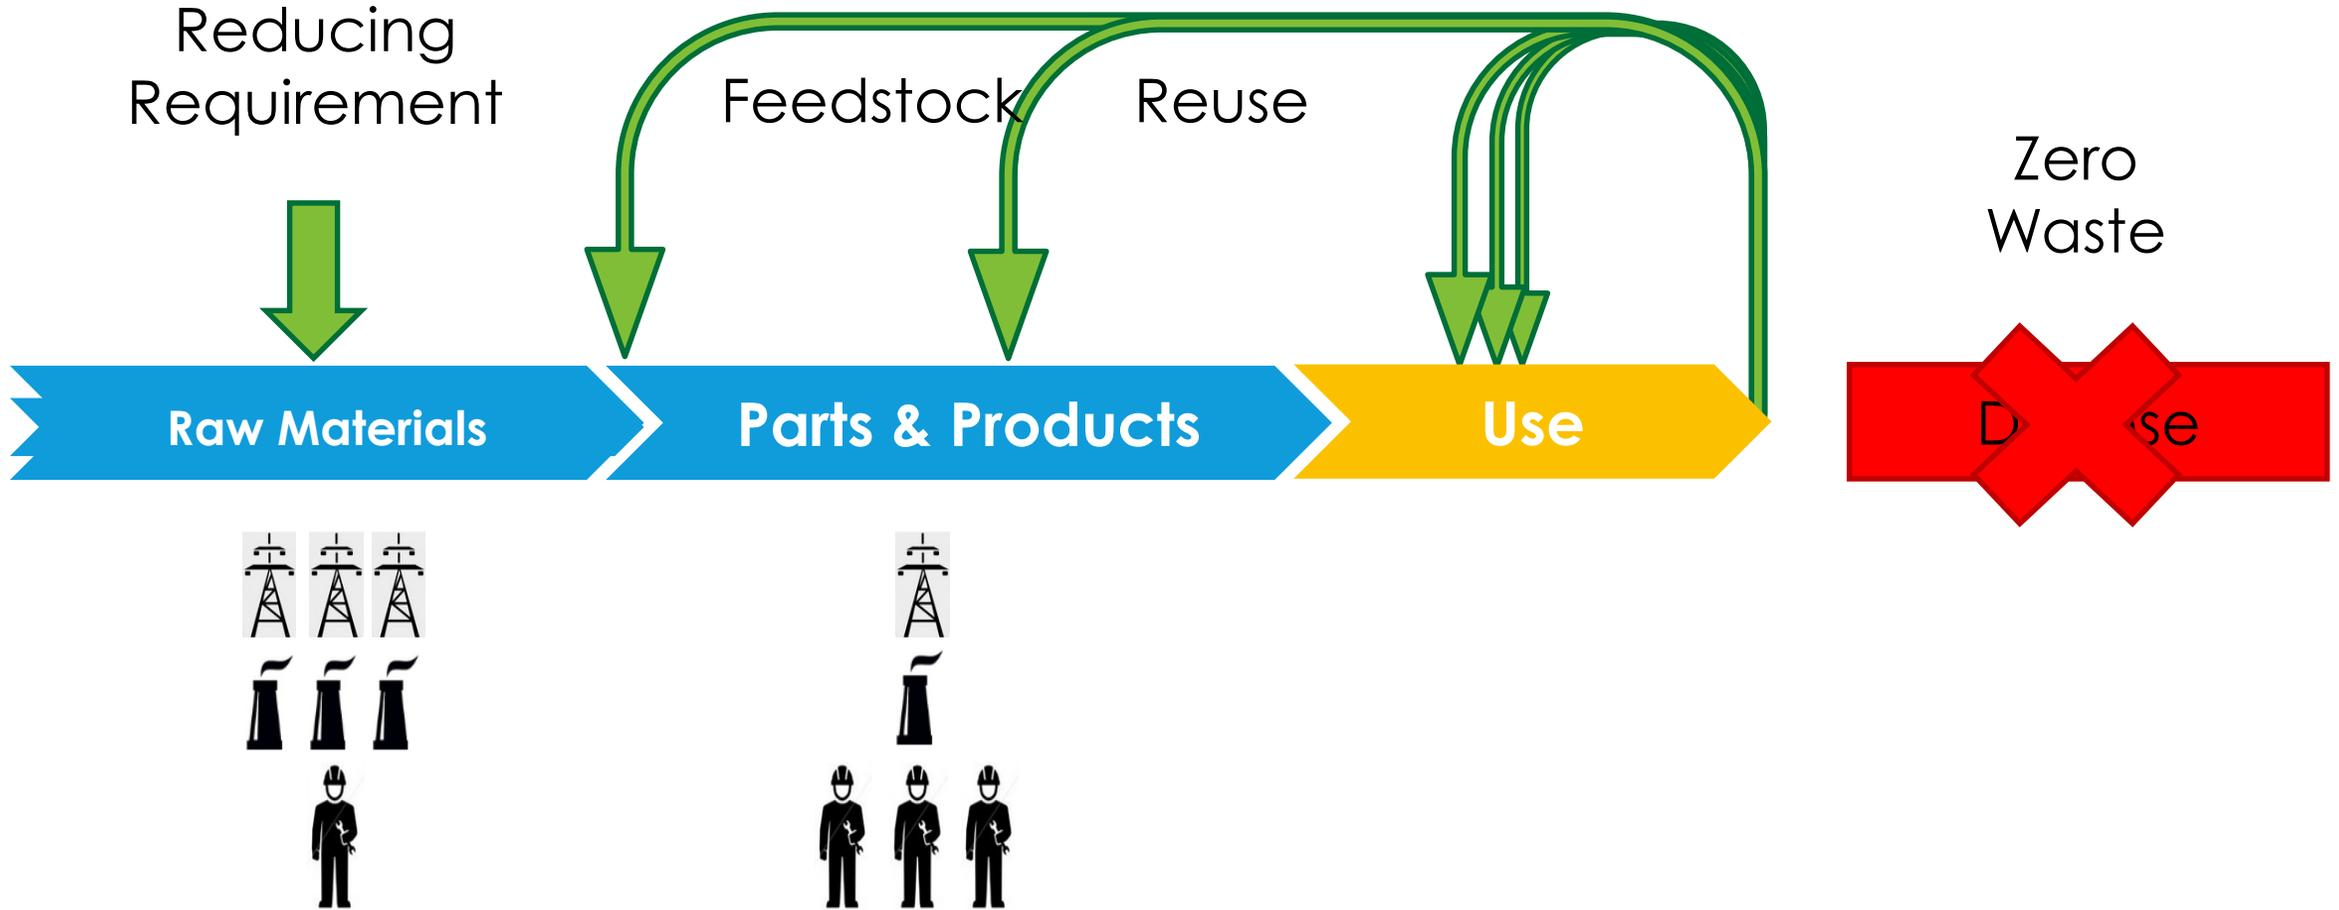 Reducing
Requirement
Feedstock
Reuse
Zero
Waste
Raw Materials
Parts & Products
Use